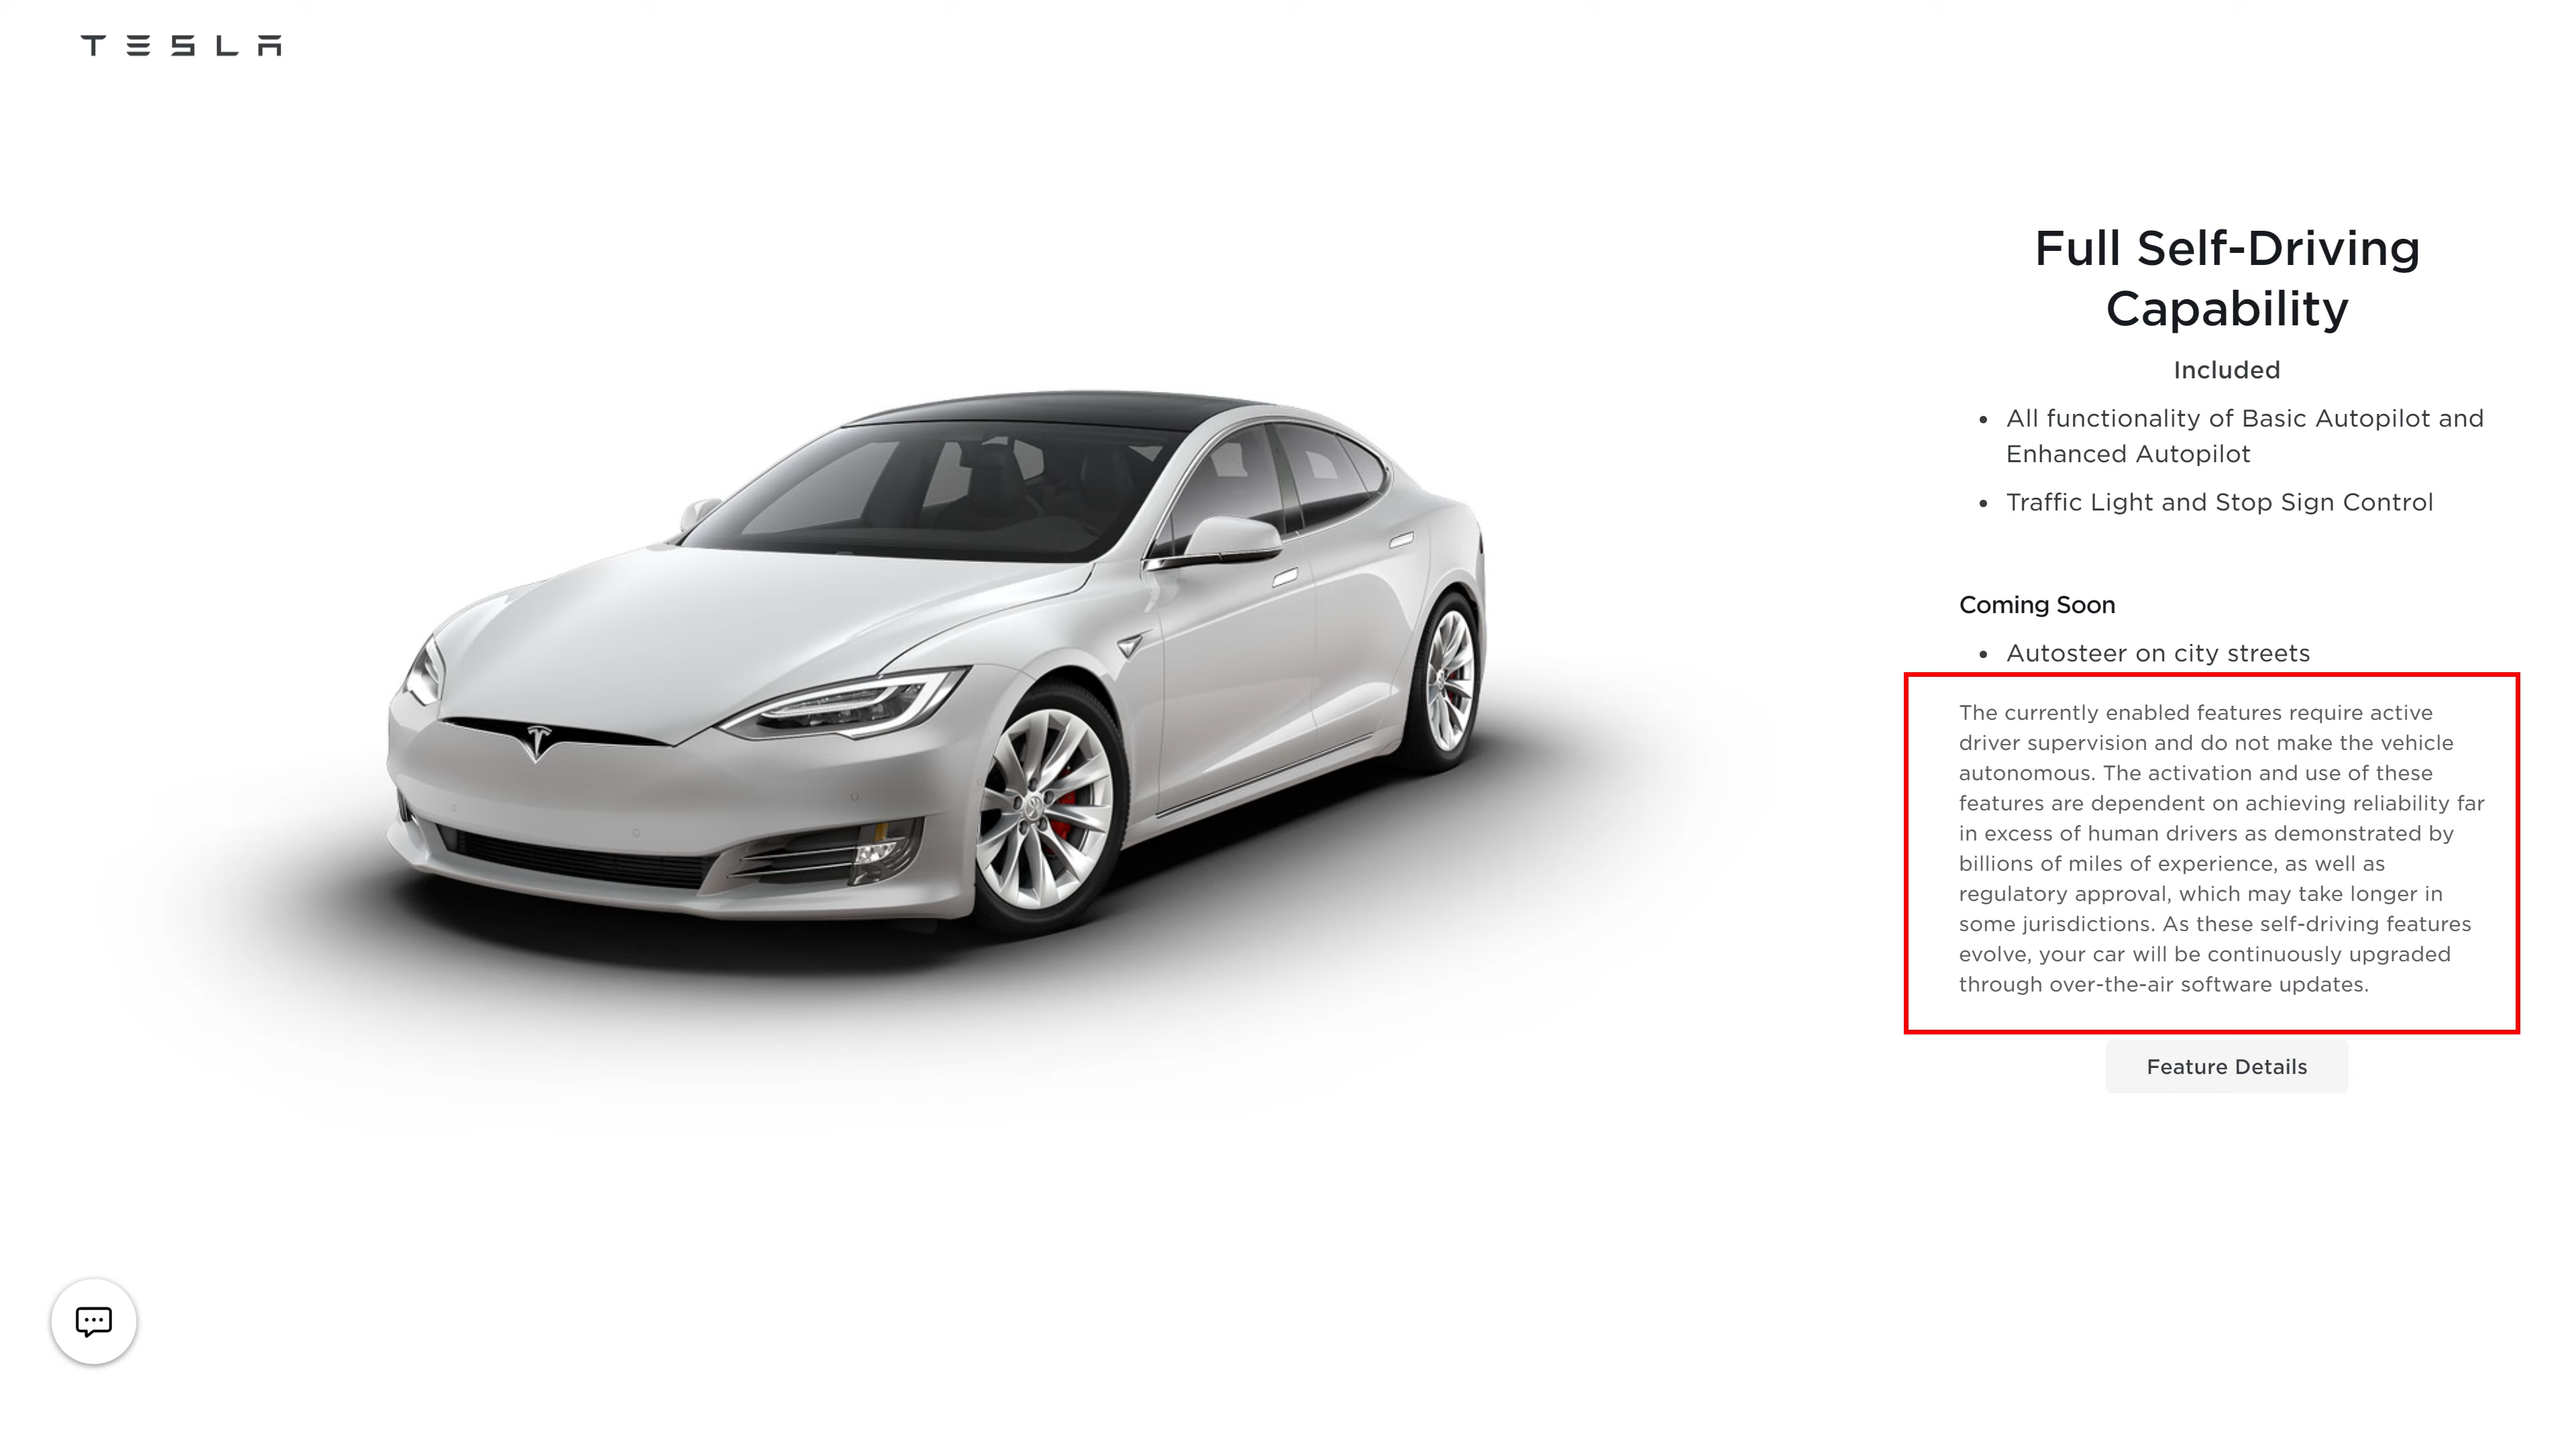 TESLA
Full Self-Driving
Capability
Included
• All functionality of Basic Autopilot and
Enhanced Autopilot
• Traffic Light and Stop Sign Control
Coming Soon
• Autosteer on city streets
The currently enabled features require active
driver supervision and do not make the vehicle
autonomous. The activation and use of these
features are dependent on achieving reliability far
in excess of human drivers as demonstrated by
billions of miles of experience, as well as
regulatory approval, which may take longer in
some jurisdictions. As these self-driving features
evolve, your car will be continuously upgraded
through over-the-air software updates.
Feature Details